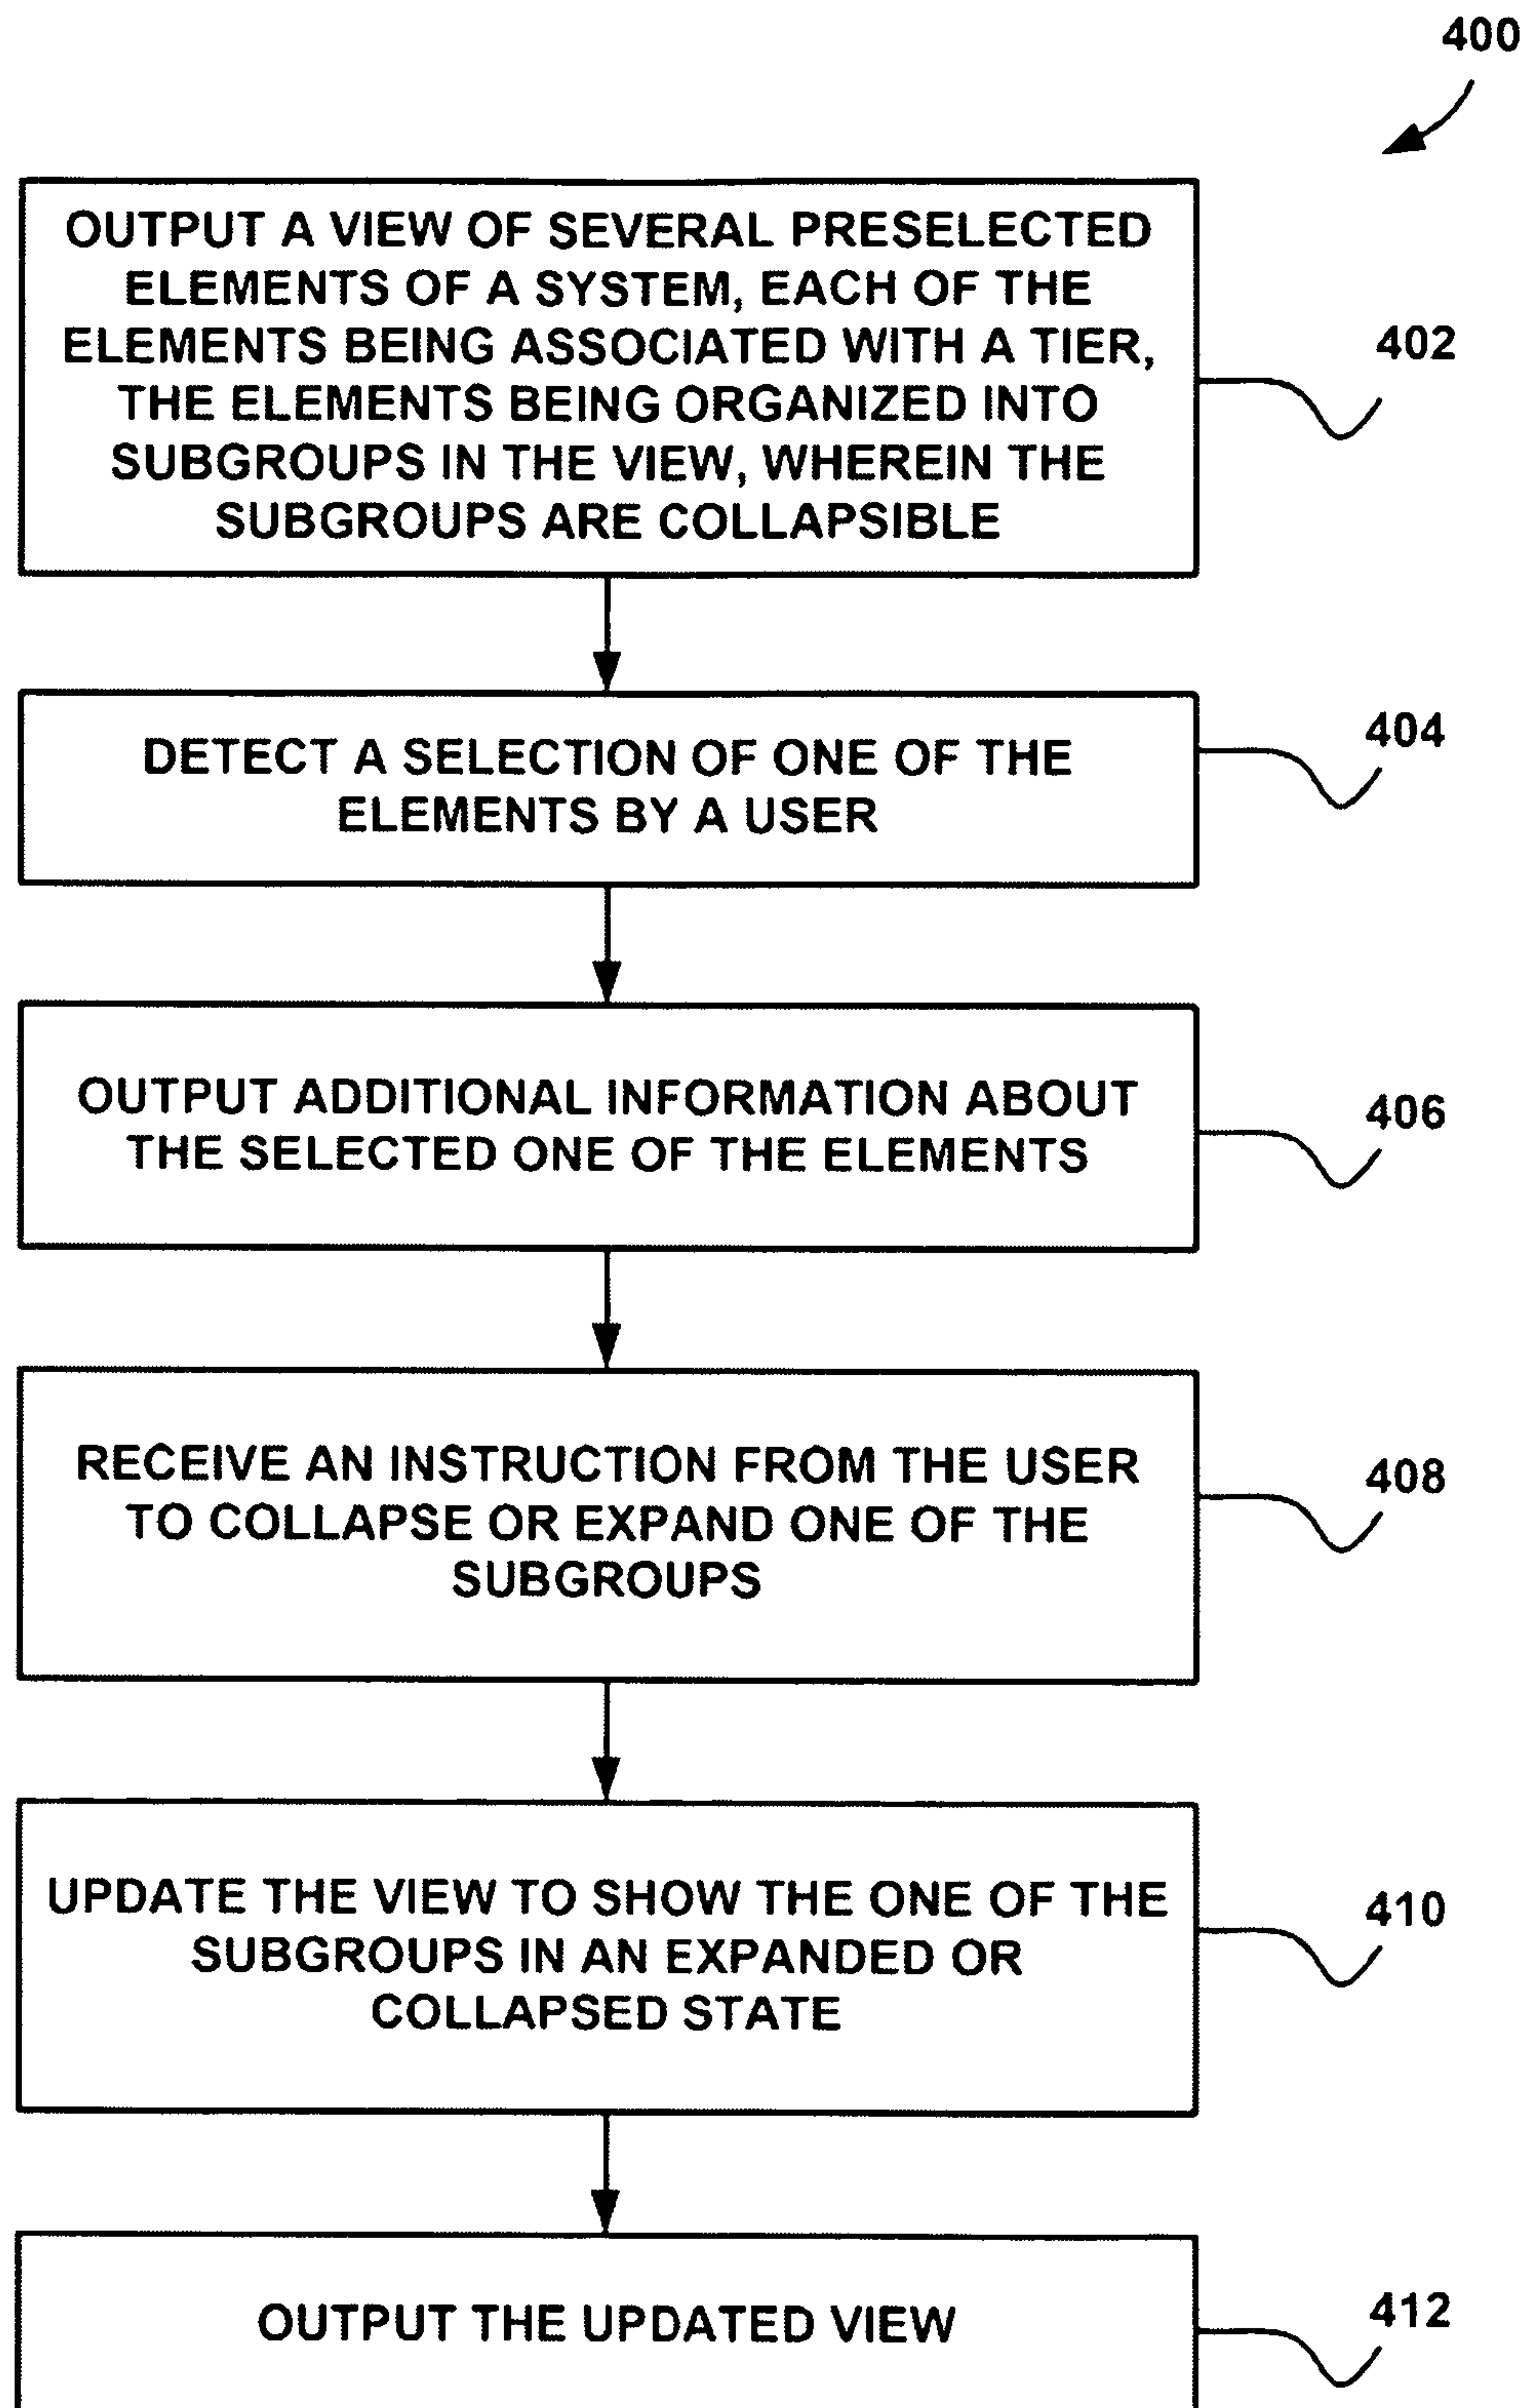 400
OUTPUT A VIEW OF SEVERAL PRESELECTED
ELEMENTS OF A SYSTEM, EACH OF THE
ELEMENTS BEING ASSOCIATED WITH A TIER,
THE ELEMENTS BEING ORGANIZED INTO
SUBGROUPS IN THE VIEW, WHEREIN THE
SUBGROUPS ARE COLLAPSIBLE
402
DETECT A SELECTION OF ONE OF THE
ELEMENTS BY A USER
404
OUTPUT ADDITIONAL INFORMATION ABOUT
THE SELECTED ONE OF THE ELEMENTS
406
RECEIVE AN INSTRUCTION FROM THE USER
TO COLLAPSE OR EXPAND ONE OF THE
SUBGROUPS
408
UPDATE THE VIEW TO SHOW THE ONE OF THE
SUBGROUPS IN AN EXPANDED OR
COLLAPSED STATE
410
OUTPUT THE UPDATED VIEW
412